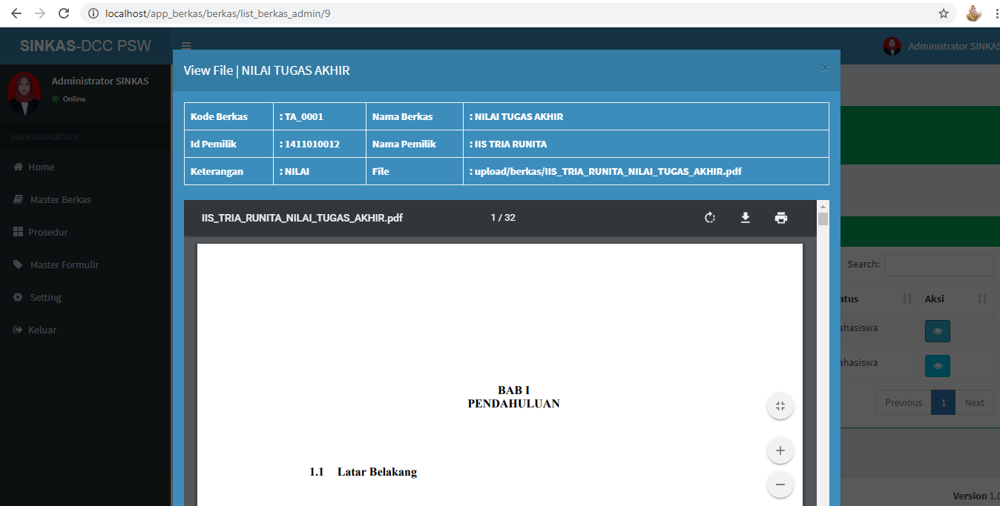 localhost/app_berkas/berkas/list_berkas_admin/9
SINKAS-DCC PSW
Administrator SINKAS
Administrator SINKAS
Online
MAIN NAVIGATION
Home
Master Berkas
Prosedur
Master Formulir
Setting
Keluar
View File | NILAI TUGAS AKHIR
×
Kode Berkas : TA_0001 Nama Berkas : NILAI TUGAS AKHIR
Id Pemilik : 1411010012 Nama Pemilik : IIS TRIA RUNITA
Keterangan : NILAI File : upload/berkas/IIS_TRIA_RUNITA_NILAI_TUGAS_AKHIR.pdf
IIS_TRIA_RUNITA_NILAI_TUGAS_AKHIR.pdf 1 / 32
BAB I
PENDAHULUAN
1.1 Latar Belakang
Search:
atus Aksi
ahasiswa
ahasiswa
Previous 1 Next
Version 1.0